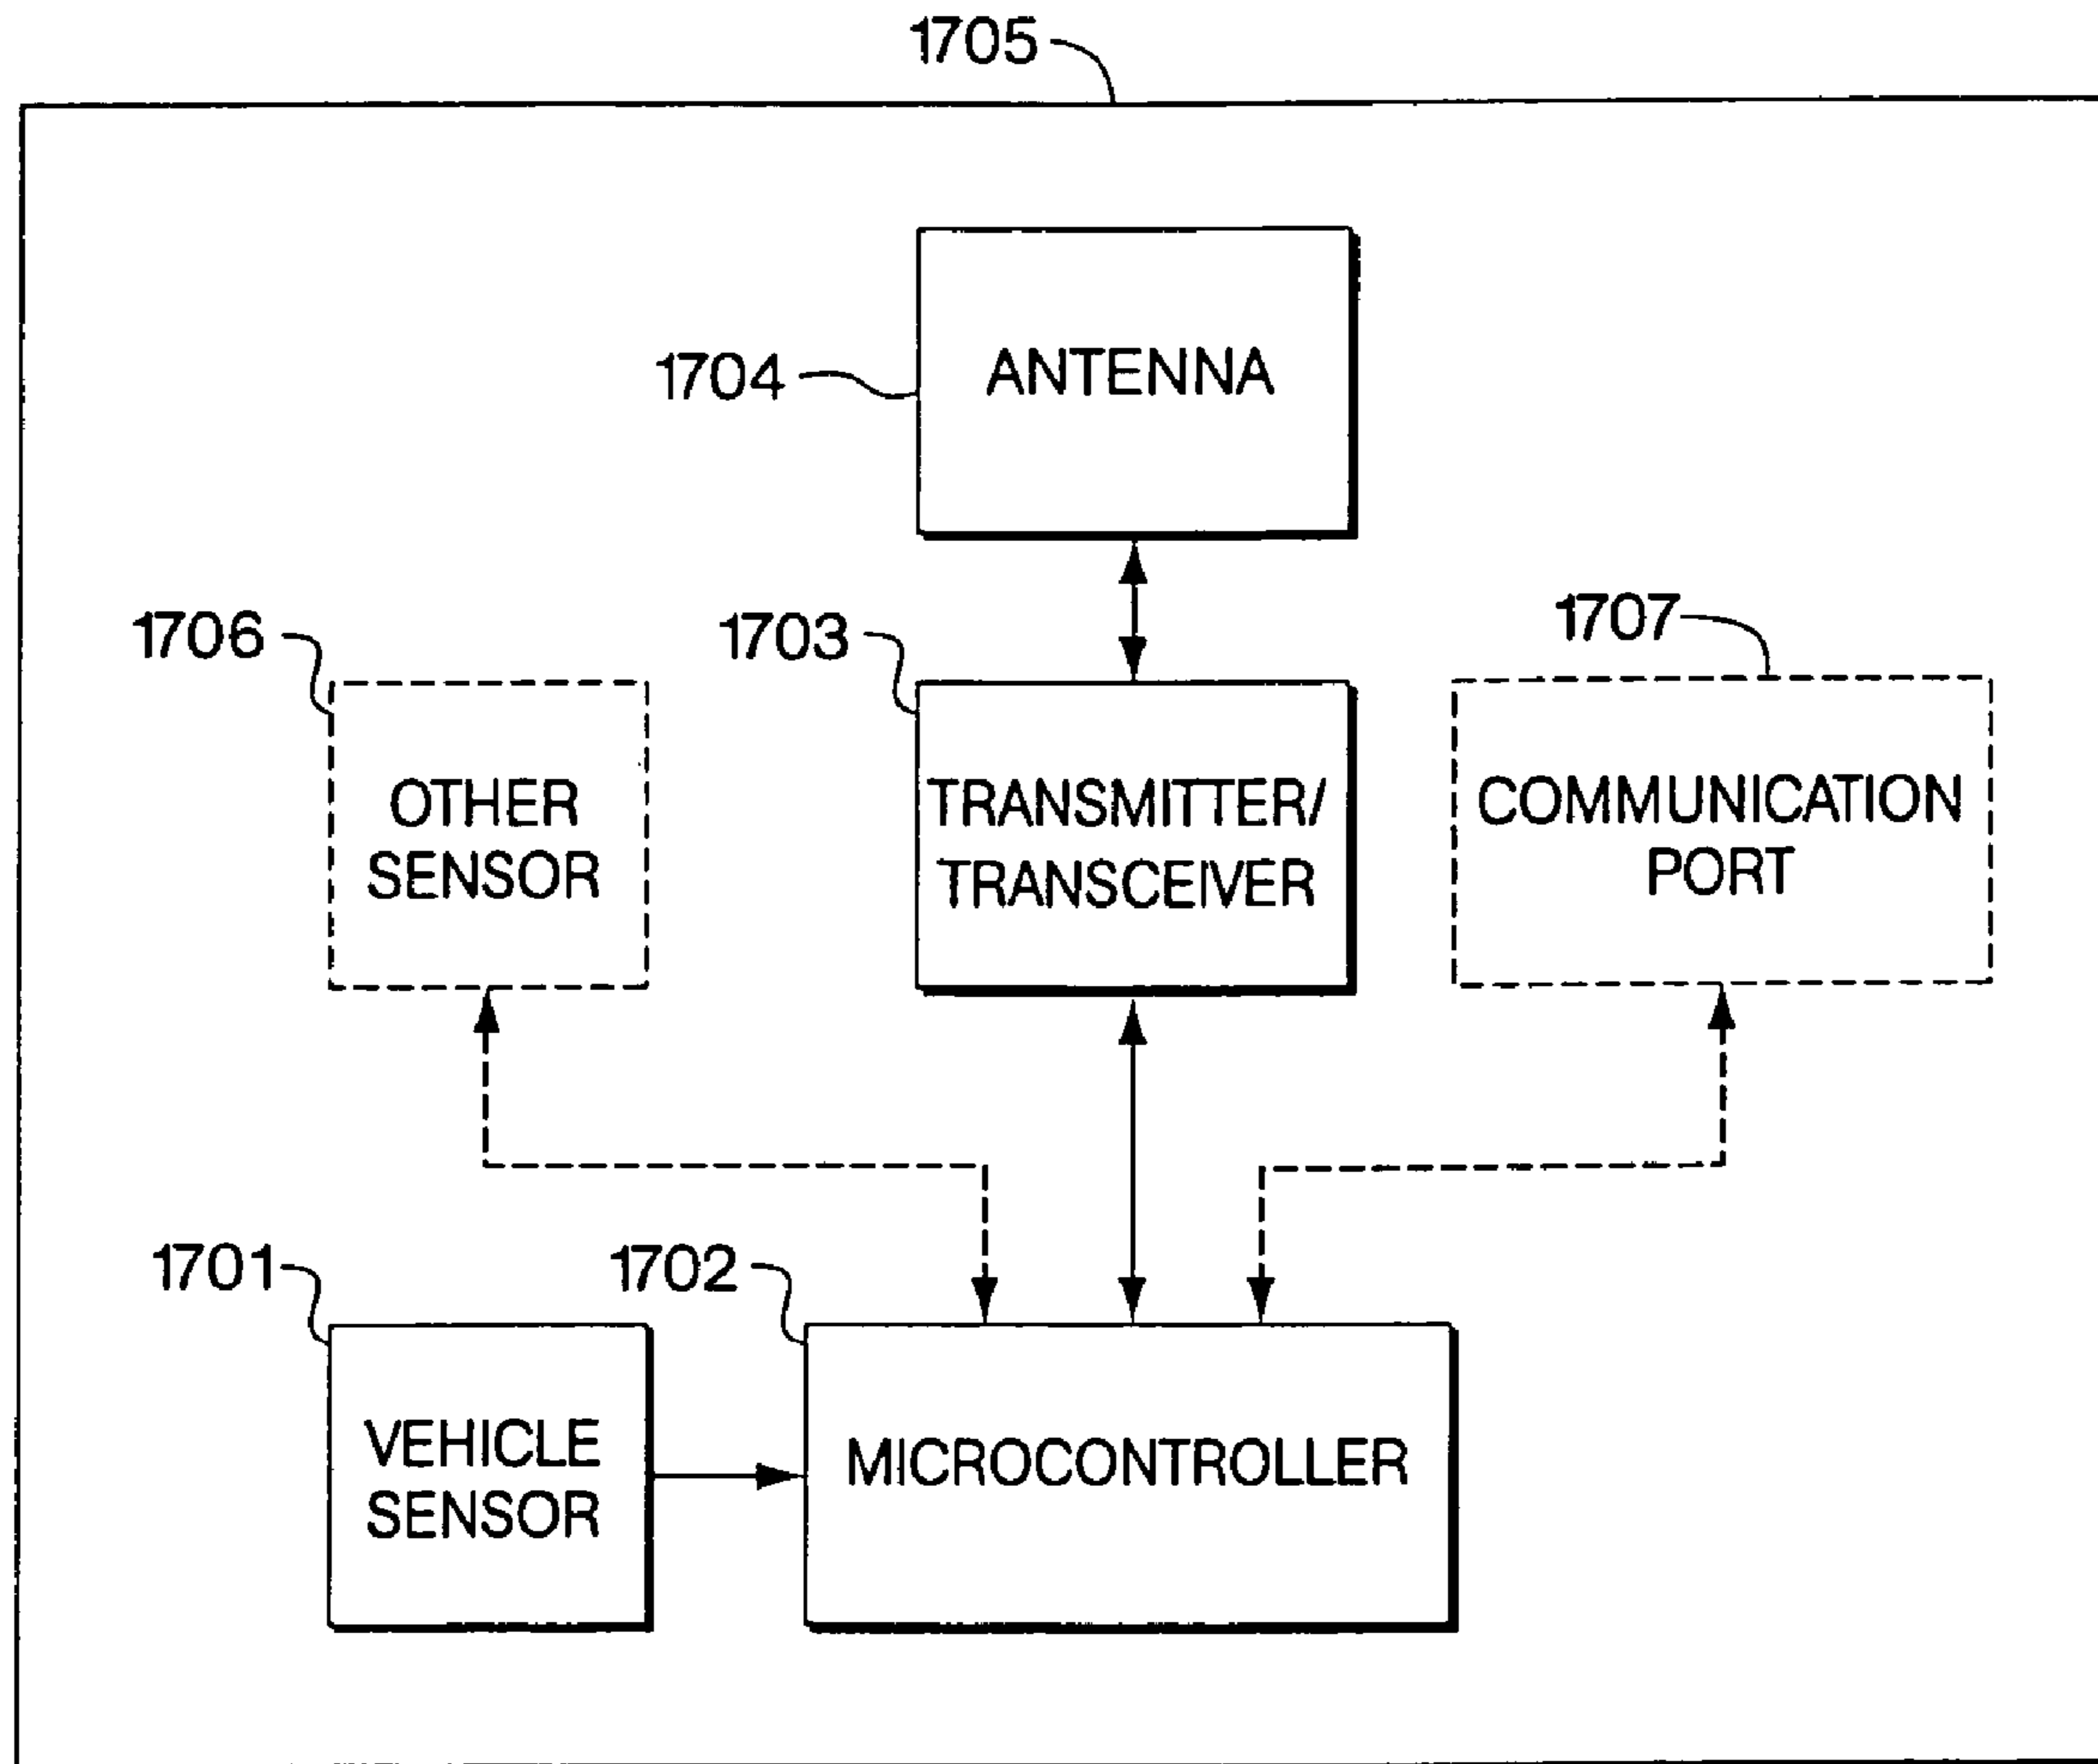 1705
1704
ANTENNA
1706
1703
1707
OTHER
SENSOR
TRANSMITTER/
TRANSCEIVER
COMMUNICATION
PORT
1701
1702
VEHICLE
SENSOR
MICROCONTROLLER